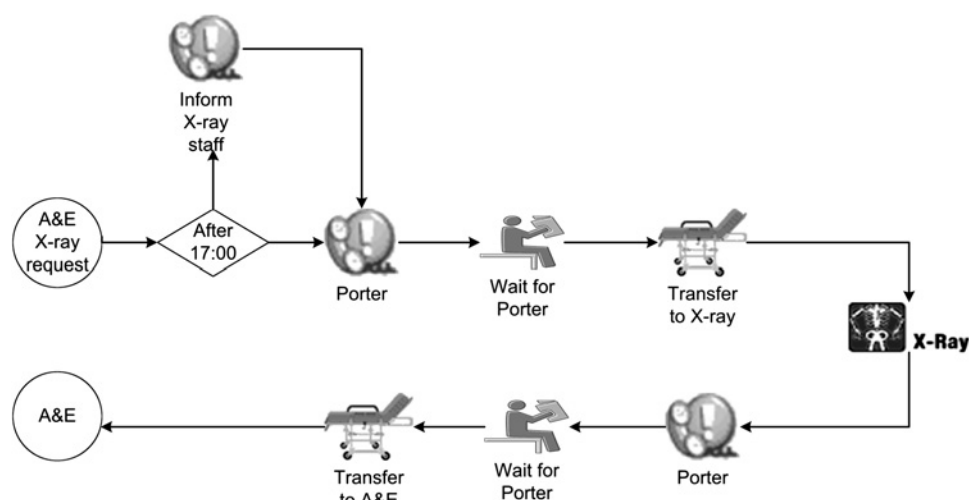 Inform
X-ray
staff
A&E
X-ray
request
After
17:00
Porter
Wait for
Porter
Transfer
to X-ray
X-Ray
A&E
Transfer
to A&E
Wait for
Porter
Porter